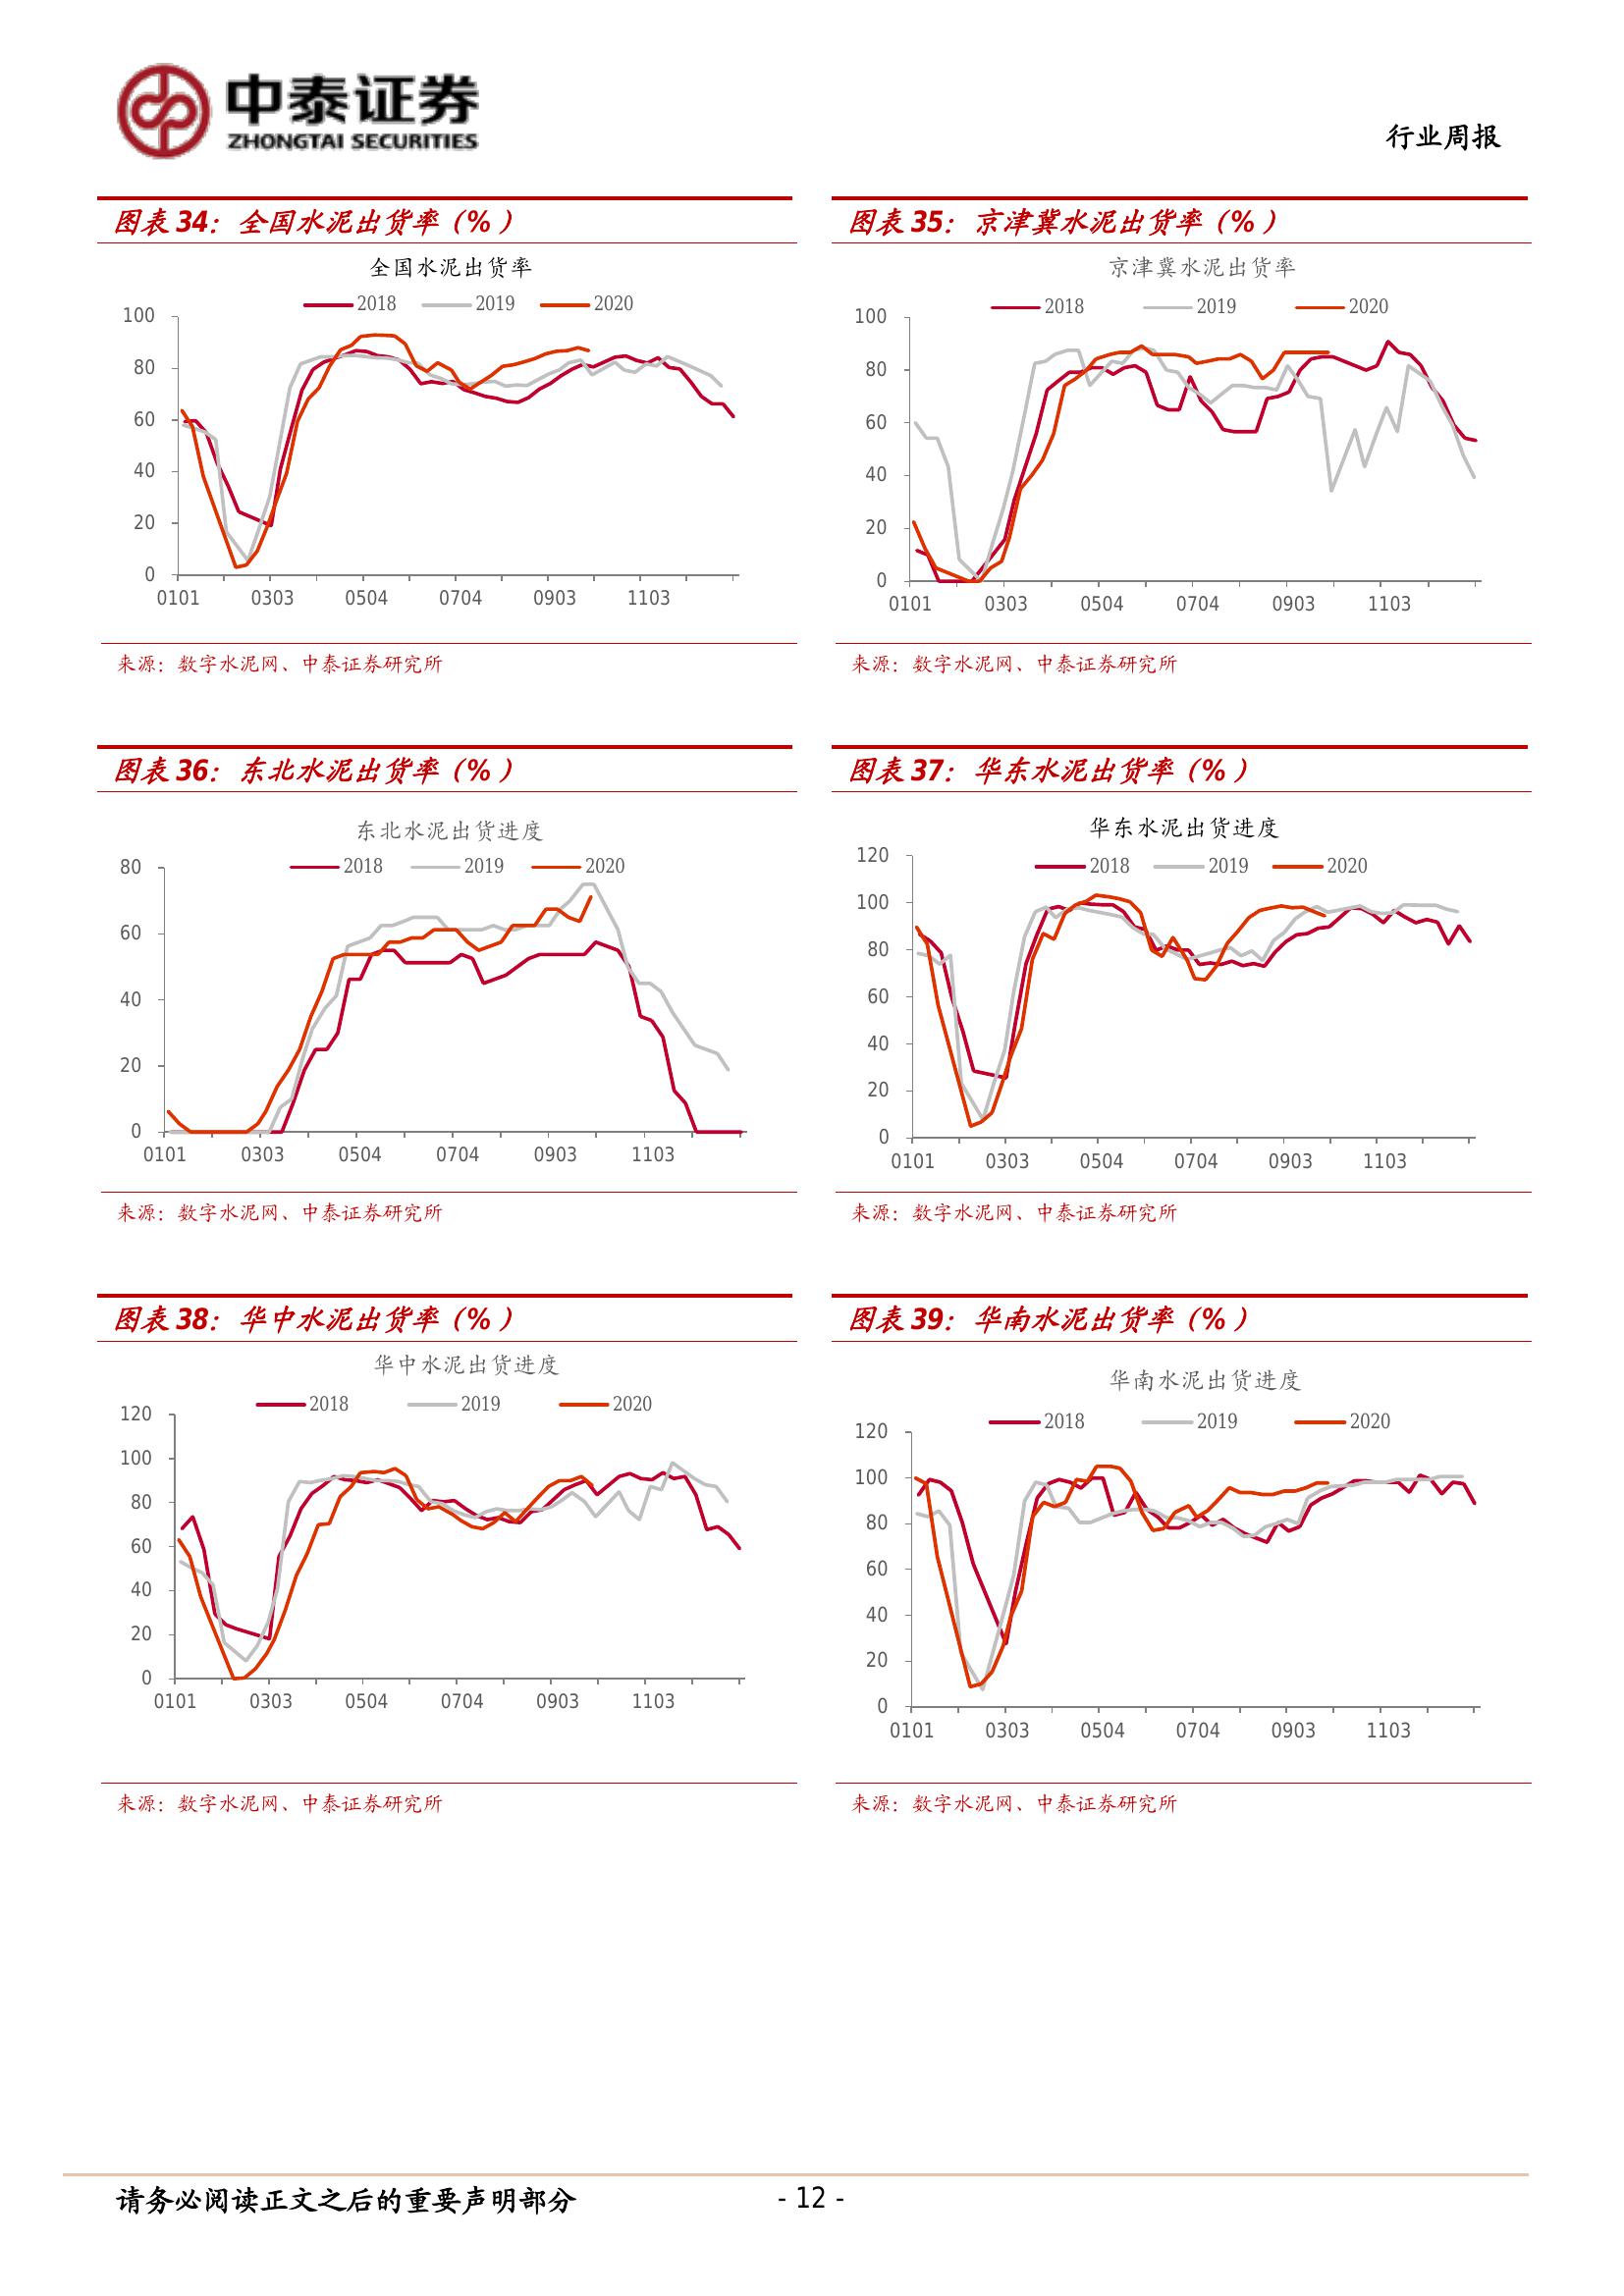 中泰证券
ZHONGTAI SECURITIES
行业周报
图表 34：全国水泥出货率（%）
全国水泥出货率
2018 2019 2020
100
80
60
40
20
0
0101 0303 0504 0704 0903 1103
来源：数字水泥网、中泰证券研究所
图表 35：京津冀水泥出货率（%）
京津冀水泥出货率
2018 2019 2020
100
80
60
40
20
0
0101 0303 0504 0704 0903 1103
来源：数字水泥网、中泰证券研究所
图表 36：东北水泥出货率（%）
东北水泥出货进度
2018 2019 2020
80
60
40
20
0
0101 0303 0504 0704 0903 1103
来源：数字水泥网、中泰证券研究所
图表 37：华东水泥出货率（%）
华东水泥出货进度
2018 2019 2020
120
100
80
60
40
20
0
0101 0303 0504 0704 0903 1103
来源：数字水泥网、中泰证券研究所
图表 38：华中水泥出货率（%）
华中水泥出货进度
2018 2019 2020
120
100
80
60
40
20
0
0101 0303 0504 0704 0903 1103
来源：数字水泥网、中泰证券研究所
图表 39：华南水泥出货率（%）
华南水泥出货进度
2018 2019 2020
120
100
80
60
40
20
0
0101 0303 0504 0704 0903 1103
来源：数字水泥网、中泰证券研究所
请务必阅读正文之后的重要声明部分
- 12 -